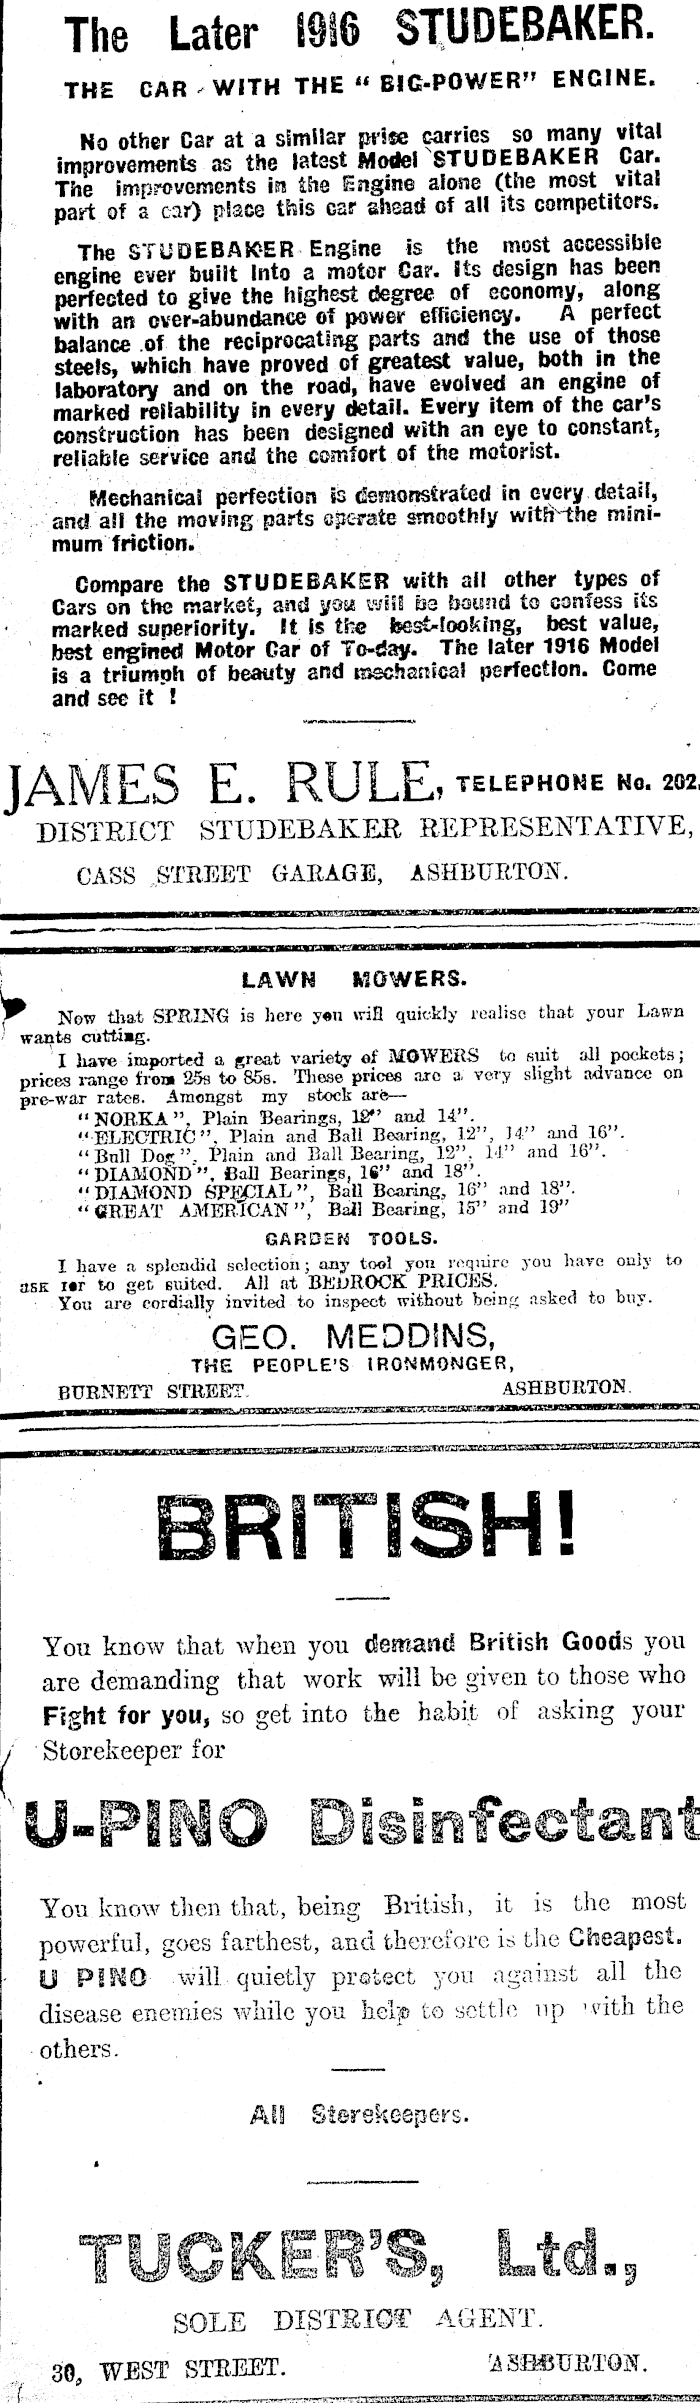 The Later 1916 STUDEBAKER.
THE CAR WITH THE "BIG-POWER" ENGINE.
No other Car at a similar price carries so many vital
improvements as the latest Model STUDEBAKER Car.
The improvements in the Engine alone (the most vital
part of a car) place this car ahead of all its competitors.
The STUDEBAKER Engine is the most accessible
engine ever built into a motor Car. Its design has been
perfected to give the highest degree of economy, along
with an over-abundance of power efficiency. A perfect
balance of the reciprocating parts and the use of those
steels, which have proved of greatest value, both in the
laboratory and on the road, have evolved an engine of
marked reliability in every detail. Every item of the car's
construction has been designed with an eye to constant,
reliable service and the comfort of the motorist.
Mechanical perfection is demonstrated in every detail,
and all the moving parts operate smoothly with the mini-
mum friction.
Compare the STUDEBAKER with all other types of
Cars on the market, and you will be bound to confess its
marked superiority. It is the best-looking, best value,
best engined Motor Car of To-day. The later 1916 Model
is a triumph of beauty and mechanical perfection. Come
and see it !
JAMES E. RULE, TELEPHONE No. 202,
DISTRICT STUDEBAKER REPRESENTATIVE,
CASS STREET GARAGE, ASHBURTON.
LAWN MOWERS.
Now that SPRING is here you will quickly realise that your Lawn
wants cutting.
I have imported a great variety of MOWERS to suit all pockets;
prices range from 25s to 85s. These prices are a very slight advance on
pre-war rates. Amongst my stock are—
"NORKA", Plain Bearings, 12" and 14".
"ELECTRIC", Plain and Ball Bearing, 12", 14" and 16".
"Bull Dog", Plain and Ball Bearing, 12", 14" and 16".
"DIAMOND", Ball Bearings, 16" and 18".
"DIAMOND SPECIAL", Ball Bearing, 16" and 18".
"GREAT AMERICAN", Ball Bearing, 15" and 19"
GARDEN TOOLS.
I have a splendid selection; any tool you require you have only to
ask for to get suited. All at BEDROCK PRICES.
You are cordially invited to inspect without being asked to buy.
GEO. MEDDINS,
THE PEOPLE'S IRONMONGER,
BURNETT STREET. ASHBURTON.
BRITISH!
You know that when you demand British Goods you
are demanding that work will be given to those who
Fight for you, so get into the habit of asking your
Storekeeper for
U-PINO Disinfectant
You know then that, being British, it is the most
powerful, goes farthest, and therefore is the Cheapest.
U PINO will quietly protect you against all the
disease enemies while you help to settle up with the
others.
All Storekeepers.
TUCKER'S, Ltd.,
SOLE DISTRICT AGENT.
30, WEST STREET. ASHBURTON.